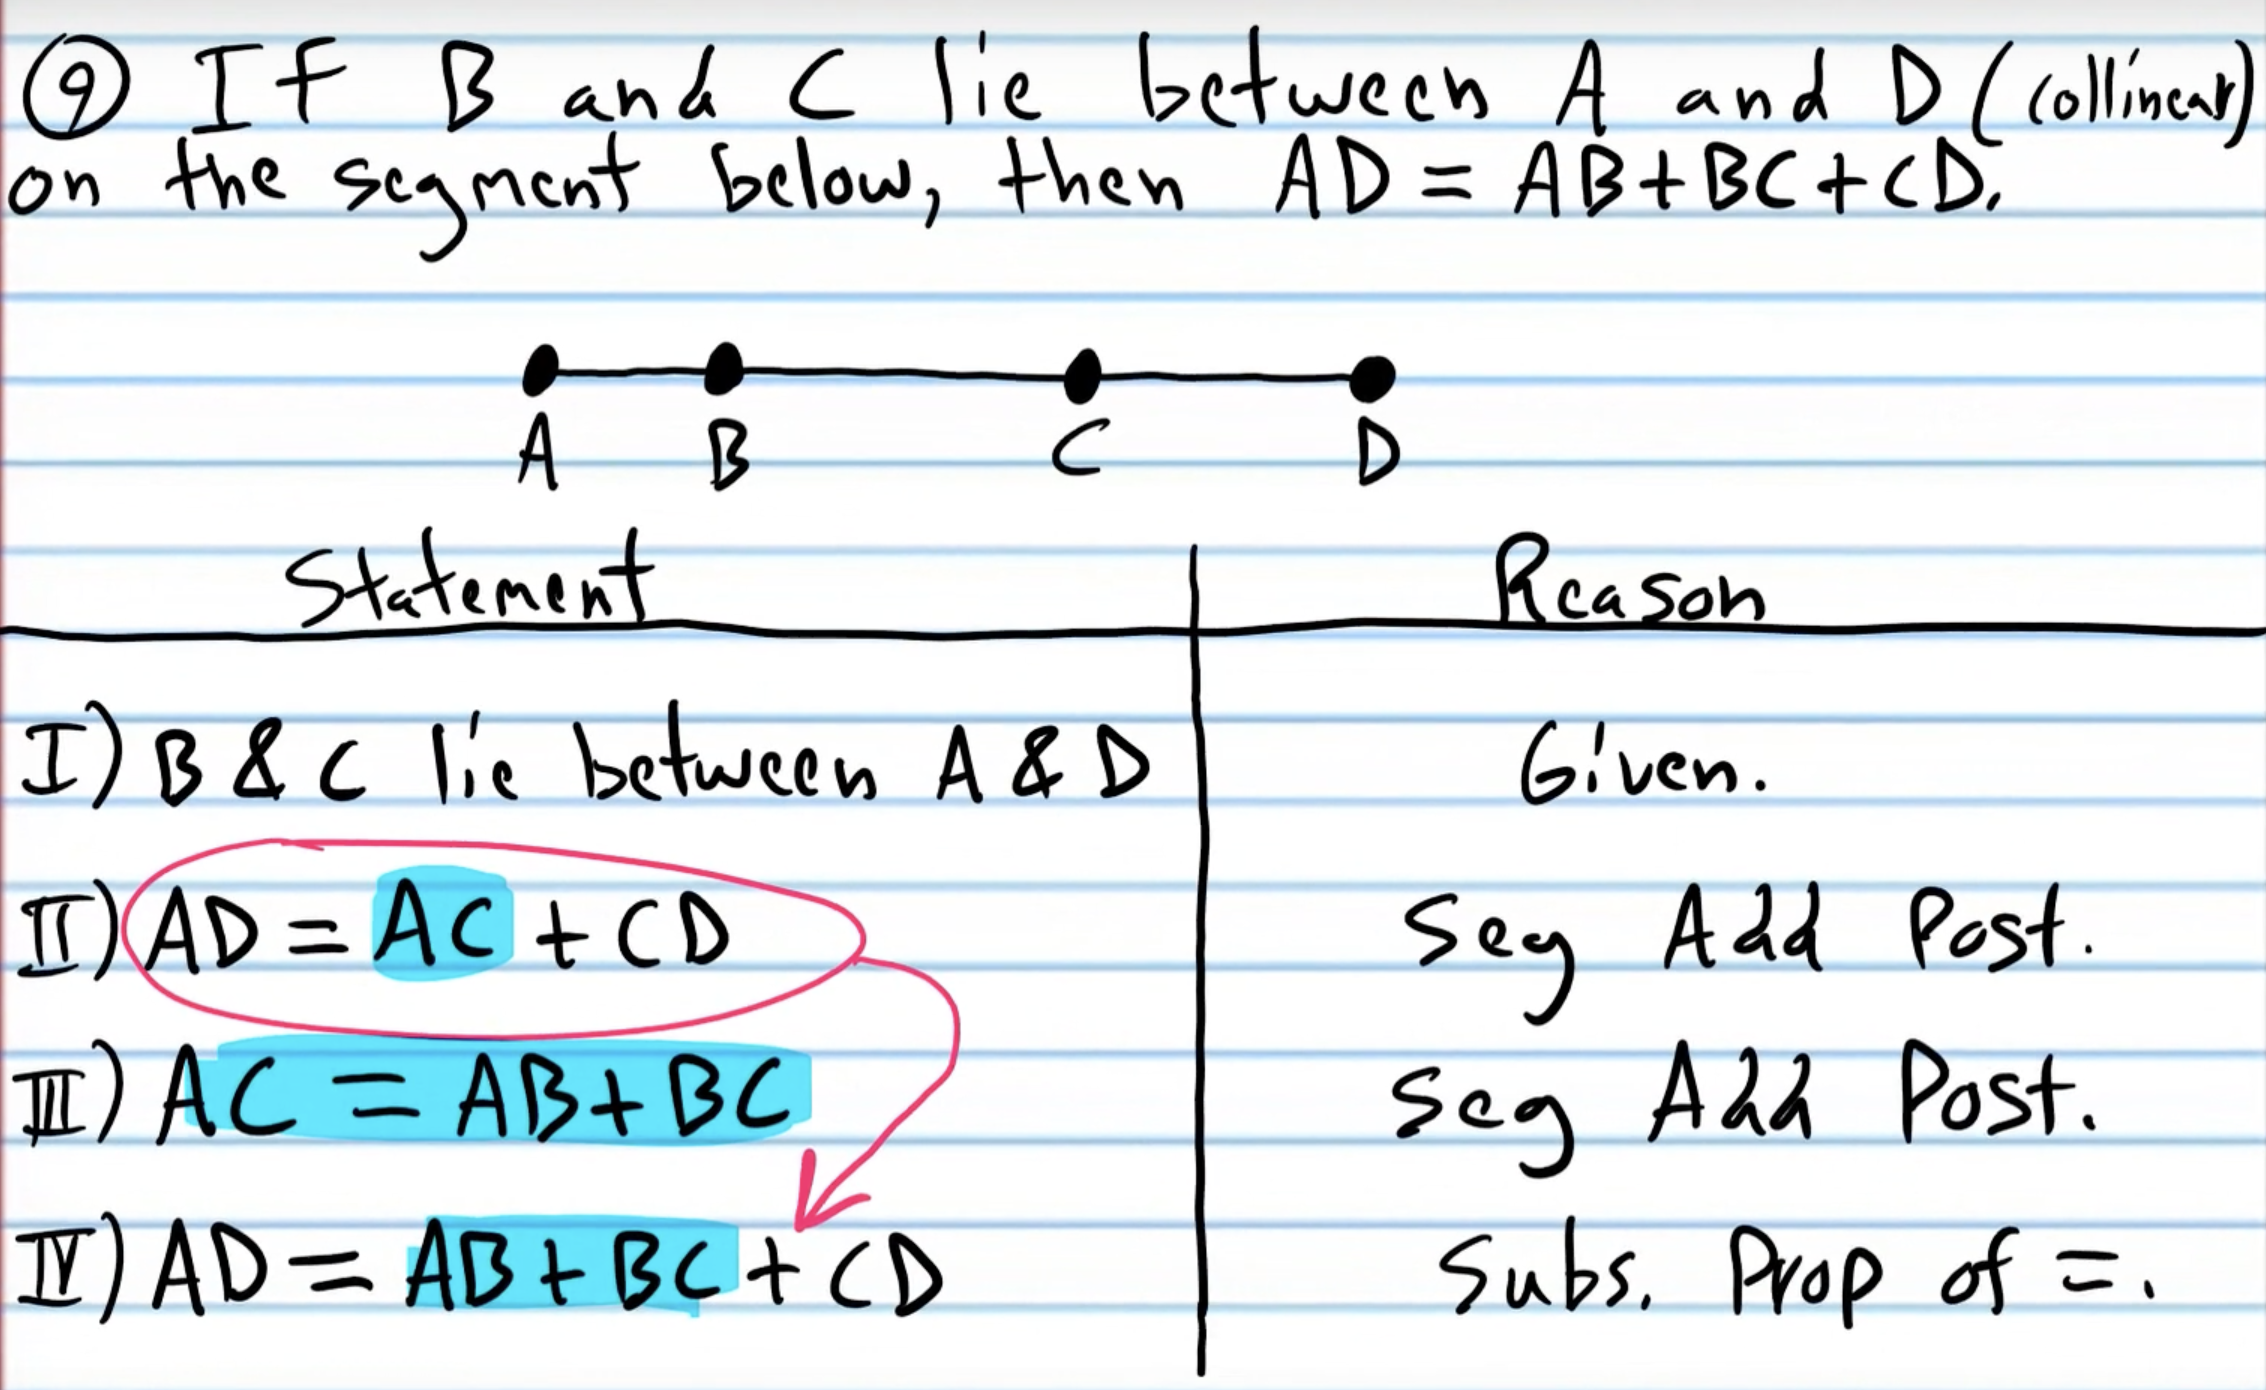 ⑨ If B and C lie between A and D (collinear)
on the segment below, then AD = AB+BC+CD.
A B C D
Statement Reason
I) B & C lie between A & D Given.
II) AD = AC + CD Seg Add Post.
III) AC = AB+BC Seg Add Post.
IV) AD = AB+BC+CD Subs. Prop of =.